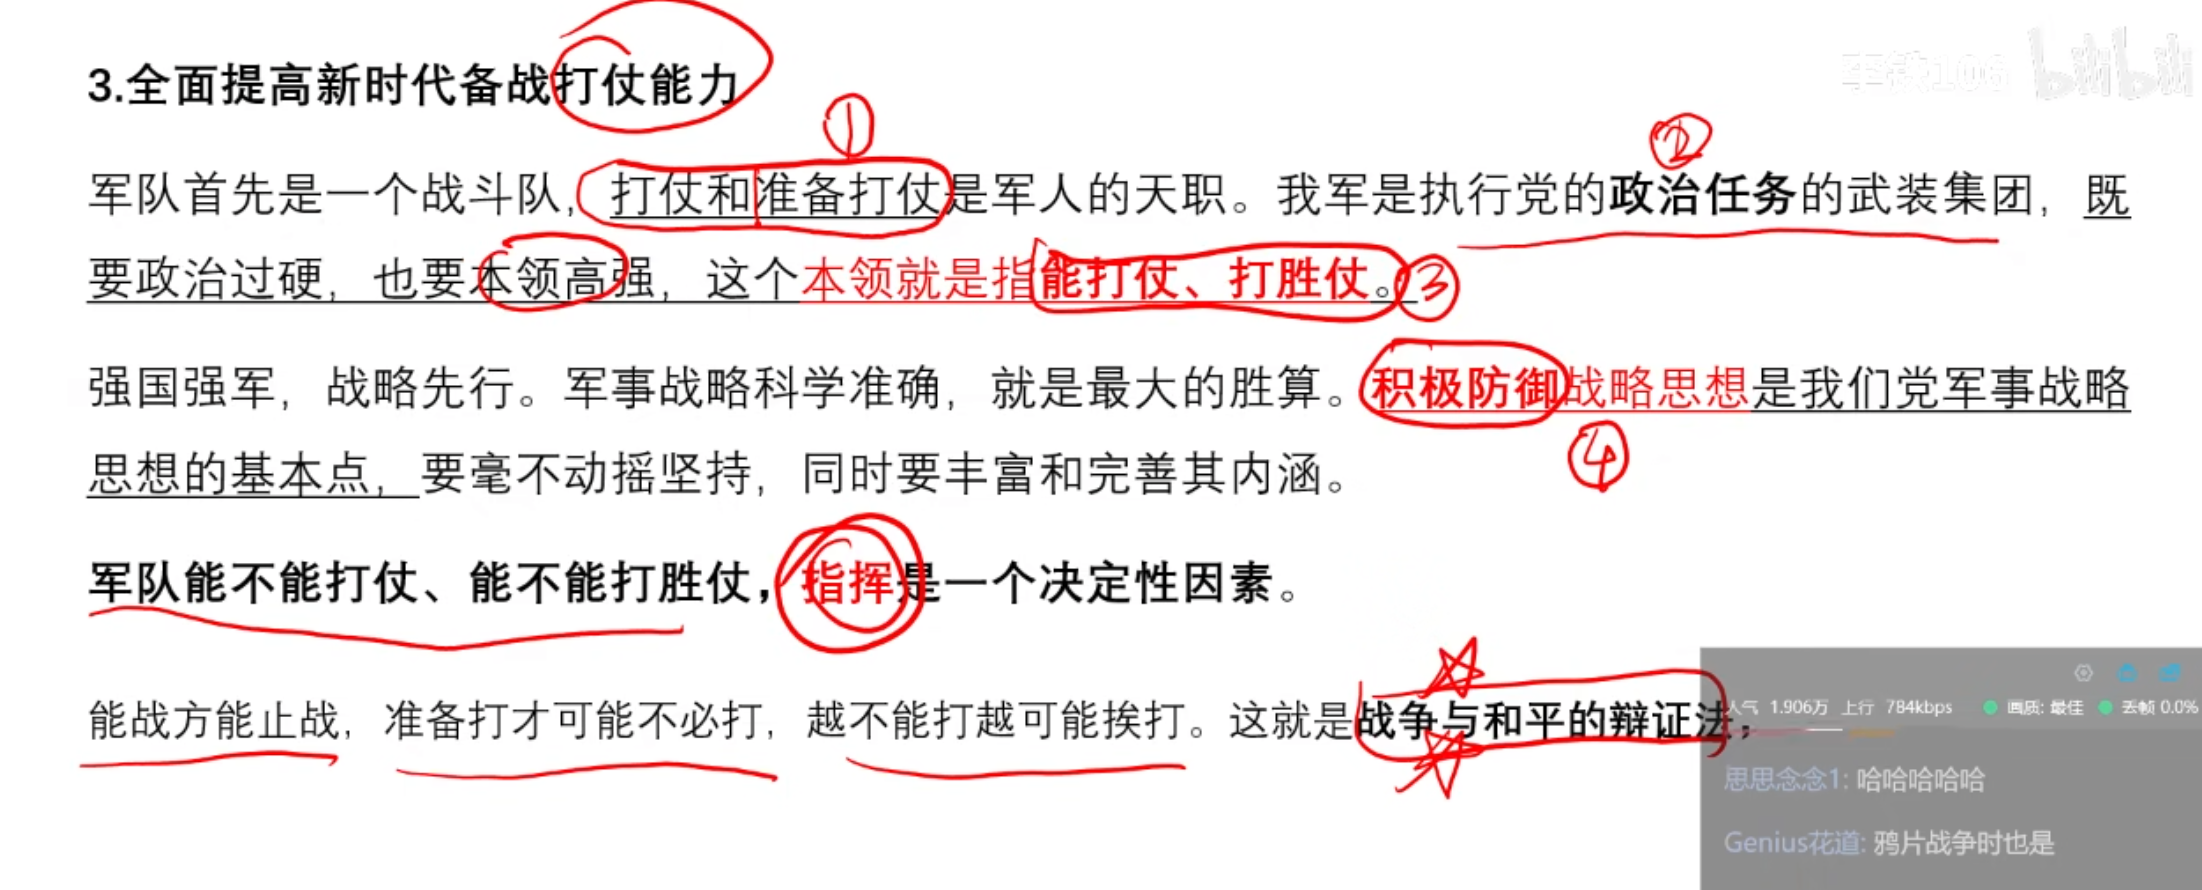 3.全面提高新时代备战打仗能力
①
②
军队首先是一个战斗队，打仗和准备打仗是军人的天职。我军是执行党的政治任务的武装集团，既
要政治过硬，也要本领高强，这个本领就是指能打仗、打胜仗。③
强国强军，战略先行。军事战略科学准确，就是最大的胜算。积极防御战略思想是我们党军事战略
④
思想的基本点，要毫不动摇坚持，同时要丰富和完善其内涵。
军队能不能打仗、能不能打胜仗，指挥是一个决定性因素。
能战方能止战，准备打才可能不必打，越不能打越可能挨打。这就是战争与和平的辩证法，
人气 1.906万 上行 784kbps 画质: 最佳 丢帧 0.0%
思思念念1: 哈哈哈哈哈
Genius花道: 鸦片战争时也是
bilibili